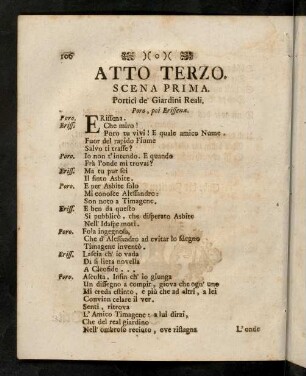 106
ATTO TERZO,
SCENA PRIMA.
Portici de' Giardini Reali,
Poro, poi Erissena.
Poro. ERissena.
Eriss. Che miro!
Poro tu vivi! E quale amico Nume
Fuor del rapido Fiume
Salvo ti trasse?
Poro. Io non t'intendo. E quando
Frà l'onde mi trovai?
Eriss. Ma tu pur sei
Il finto Asbite.
Poro. E per Asbite solo
Mi conosce Alessandro:
Son noto a Timagene,
Eriss. E ben da questo
Si pubblicò, che disperato Asbite
Nell' Idaspe morì.
Poro. Fola ingegnosa,
Che d' Alessandro ad evitar lo sdegno
Timagene inventò.
Eriss. Lascia ch' io vada
Di sì lieta novella
A Cleofide...
Poro. Ascolta. Infin ch' io giunga
Un disegno a compir, giova che ogn' uno
Mi creda estinto, e più che ad altri, a lei
Convien celare il ver.
Senti, ritrova
L' Amico Timagene: a lui dirai,
Che del real giardino
Nell' ombroso recinto, ove ristagna
L' onda